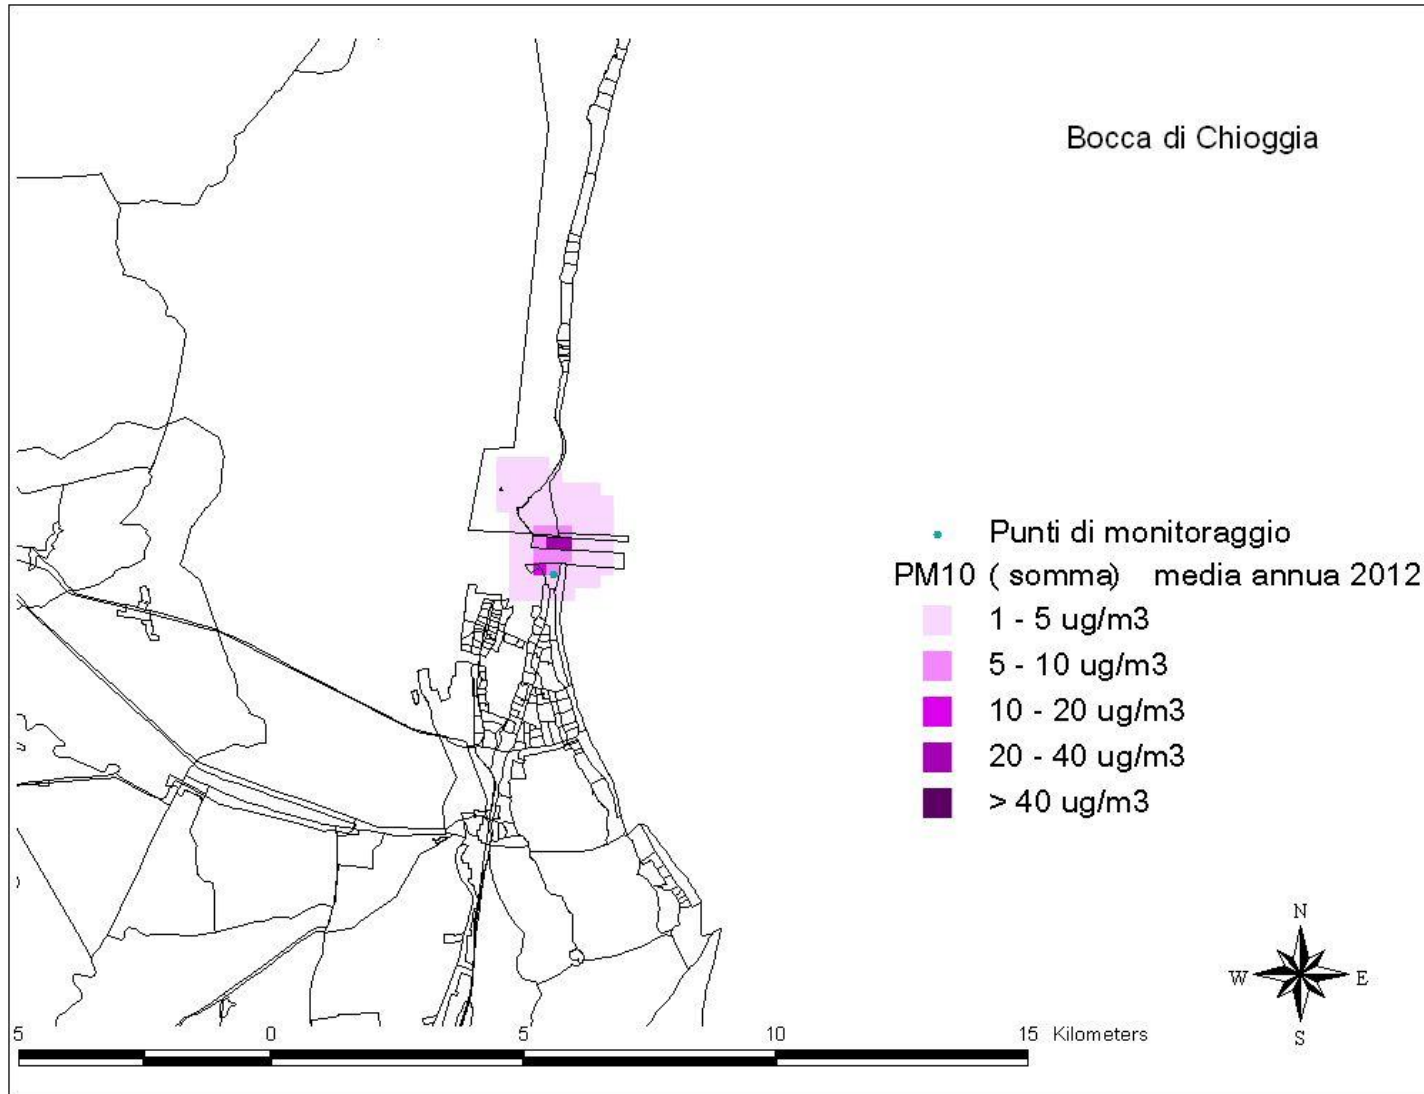 Bocca di Chioggia
Punti di monitoraggio
PM10 ( somma) media annua 2012
1 - 5 ug/m3
5 - 10 ug/m3
10 - 20 ug/m3
20 - 40 ug/m3
> 40 ug/m3
N
W E
S
5 0 5 10 15 Kilometers